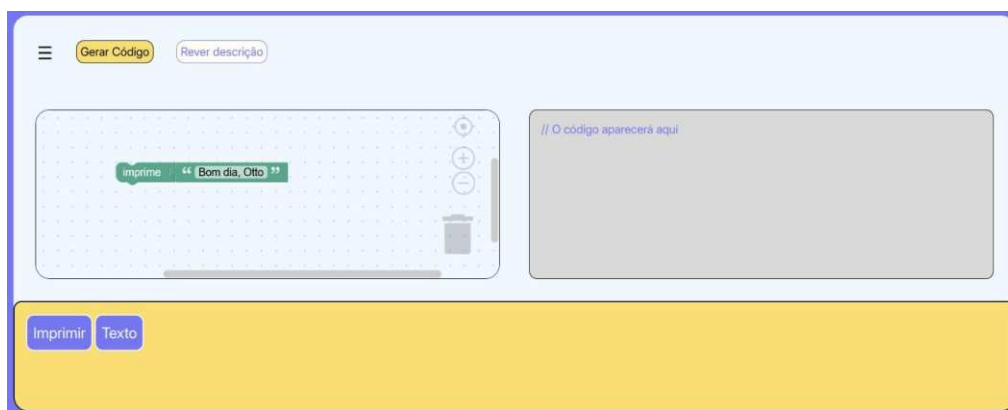 Gerar Código
Rever descrição
imprime “ Bom dia, Otto ”
// O código aparecerá aqui
Imprimir
Texto